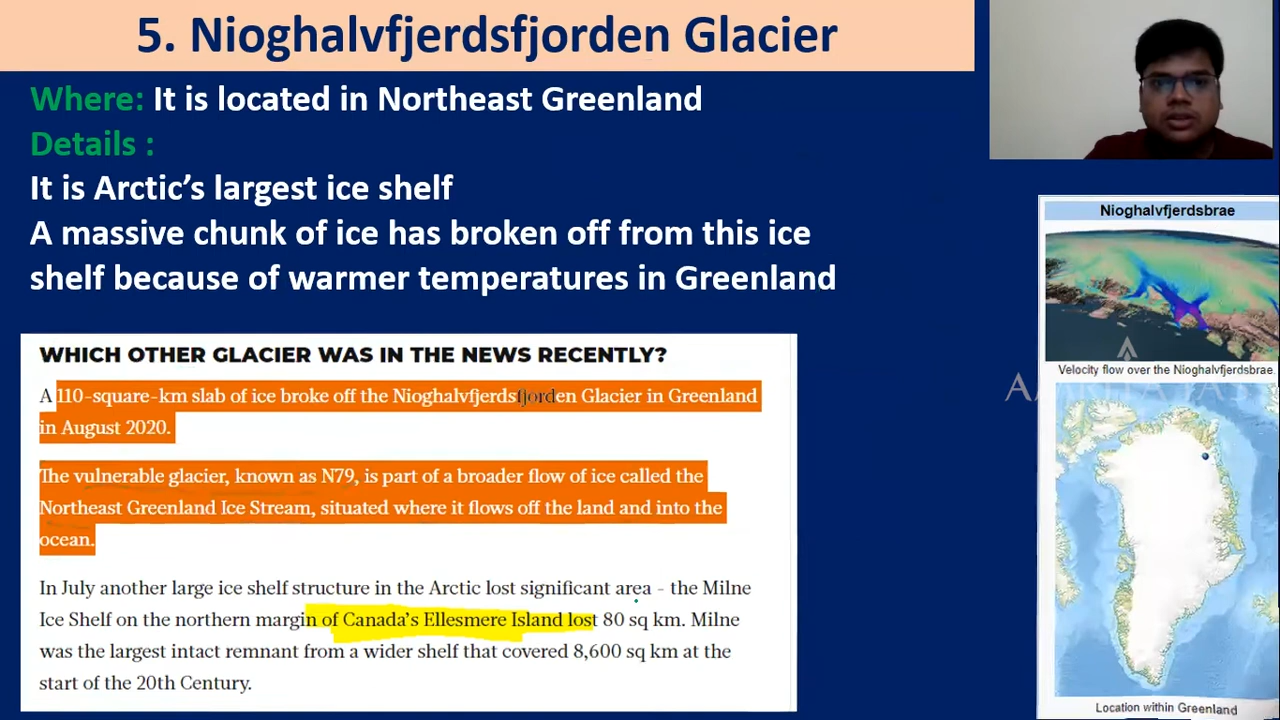 5. Nioghalvfjerdsfjorden Glacier
Where: It is located in Northeast Greenland
Details :
It is Arctic’s largest ice shelf
A massive chunk of ice has broken off from this ice
shelf because of warmer temperatures in Greenland
WHICH OTHER GLACIER WAS IN THE NEWS RECENTLY?
A 110-square-km slab of ice broke off the Nioghalvfjerdsfjorden Glacier in Greenland
in August 2020.
The vulnerable glacier, known as N79, is part of a broader flow of ice called the
Northeast Greenland Ice Stream, situated where it flows off the land and into the
ocean.
In July another large ice shelf structure in the Arctic lost significant area - the Milne
Ice Shelf on the northern margin of Canada’s Ellesmere Island lost 80 sq km. Milne
was the largest intact remnant from a wider shelf that covered 8,600 sq km at the
start of the 20th Century.
Nioghalvfjerdsbrae
Velocity flow over the Nioghalvfjerdsbrae.
Location within Greenland